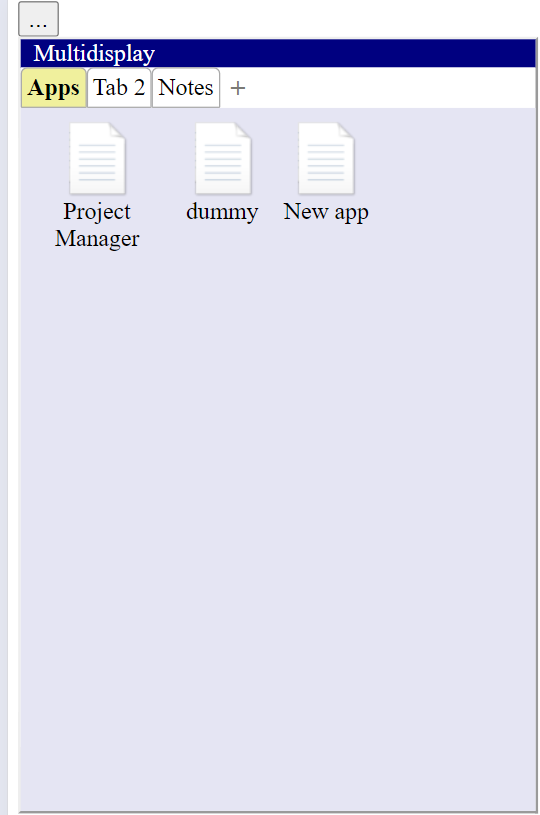 ...
Multidisplay
Apps Tab 2 Notes +
Project Manager
dummy
New app